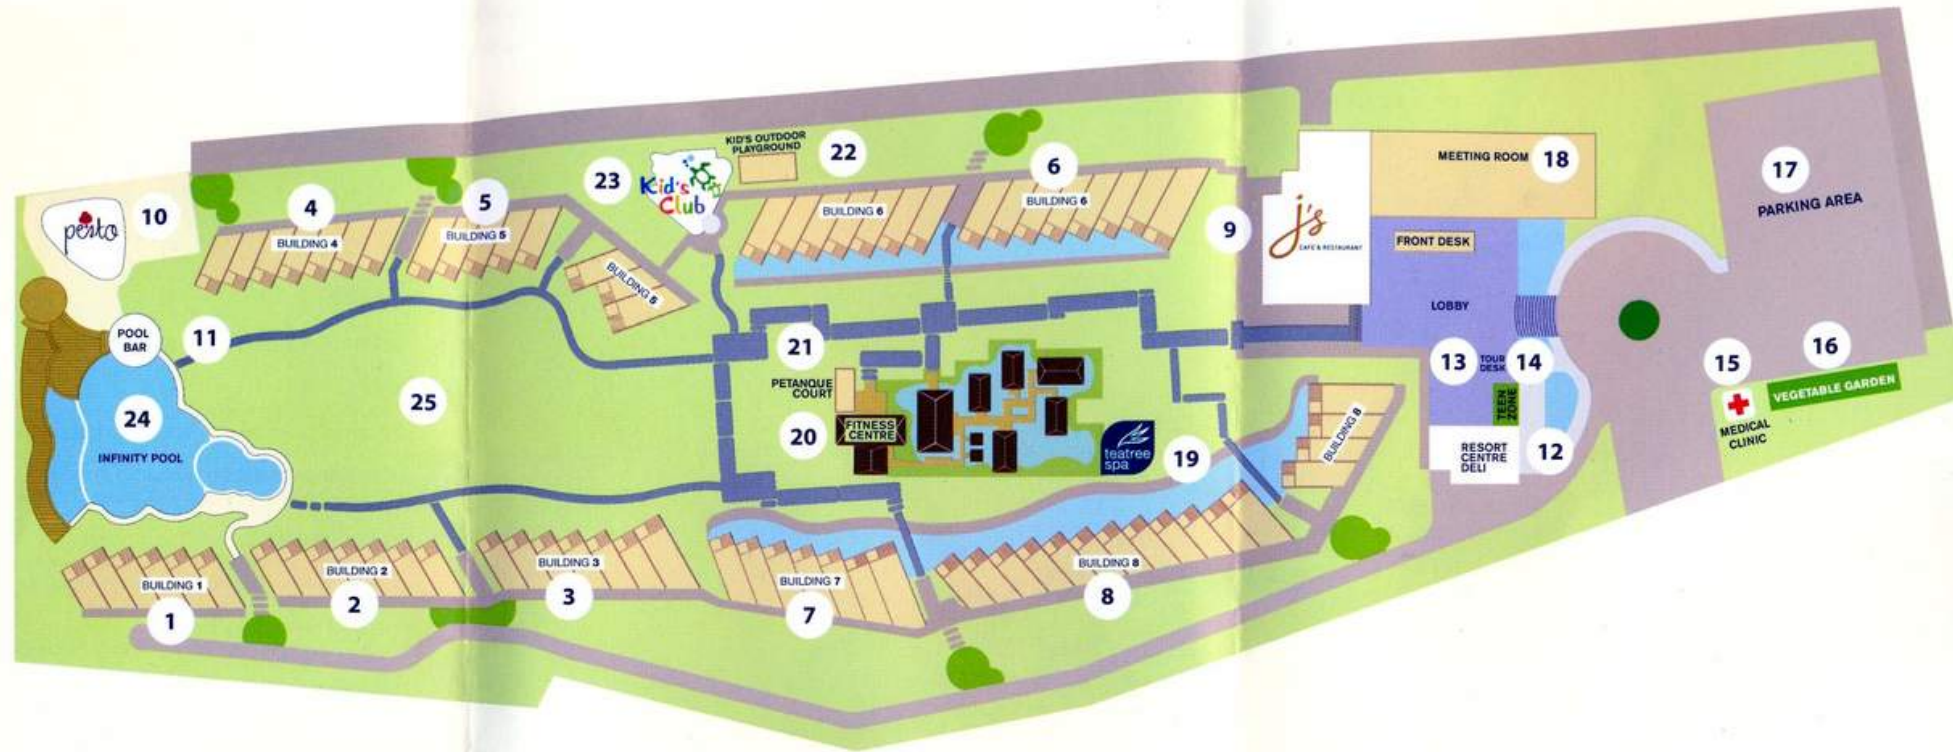 KID'S OUTDOOR
PLAYGROUND
22
23
Kid's
Club
6
MEETING ROOM
18
17
PARKING AREA
pesto
10
4
BUILDING 4
5
BUILDING 5
BUILDING 6
BUILDING 6
9
j's
CAFE & RESTAURANT
FRONT DESK
BUILDING 5
LOBBY
POOL
BAR
11
21
13
TOUR
DESK
14
15
16
VEGETABLE GARDEN
PETANQUE
COURT
25
TEEN
ZONE
MEDICAL
CLINIC
24
INFINITY POOL
20
FITNESS
CENTRE
teatree
spa
19
BUILDING 8
RESORT
CENTRE
DELI
12
BUILDING 1
1
BUILDING 2
2
BUILDING 3
3
BUILDING 7
7
BUILDING 8
8